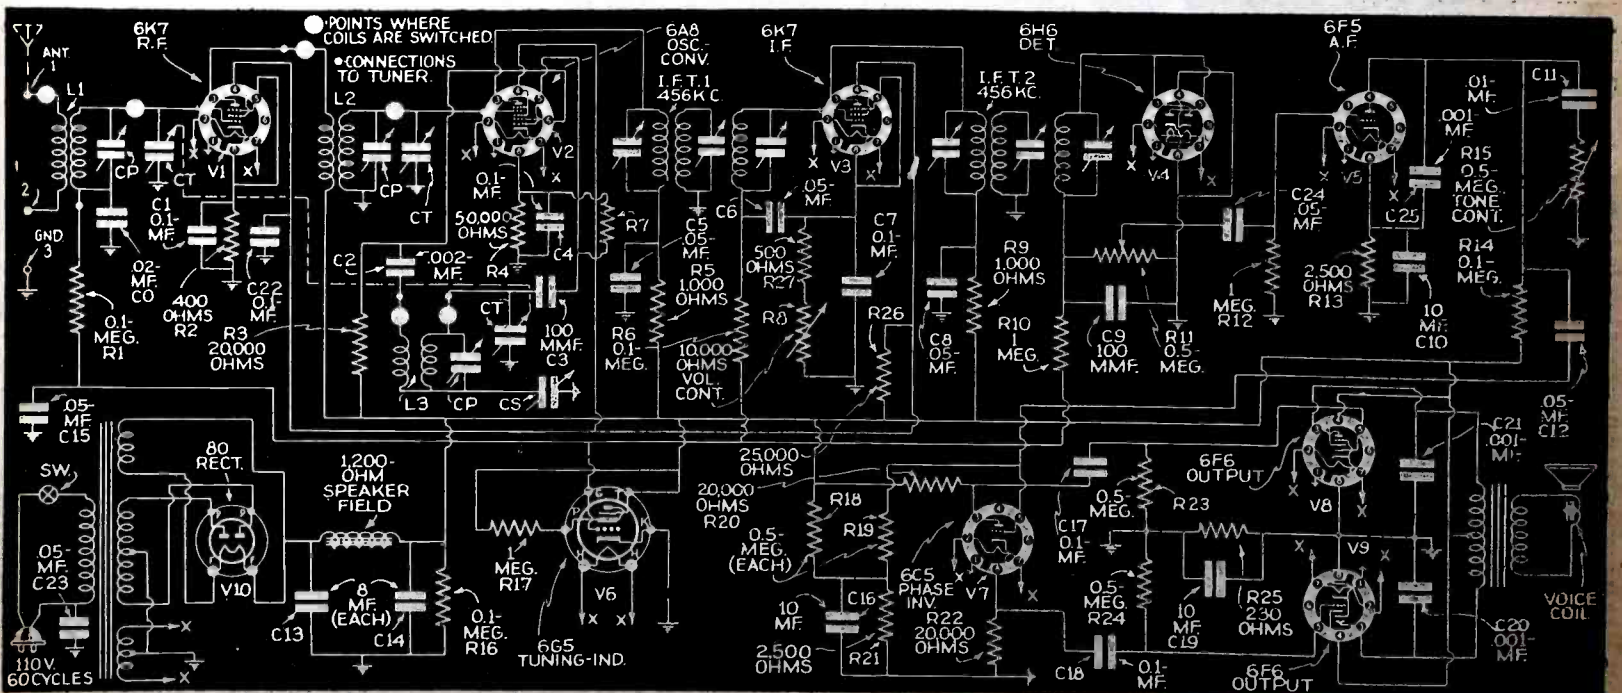 6K7
R.F.
POINTS WHERE
COILS ARE SWITCHED
•CONNECTIONS
TO TUNER.
6A8
OSC.-
CONV.
6K7
I.F.
6H6
DET.
6F5
A.F.
ANT.
1
L1
L2
I.F.T.1
456KC.
I.F.T.2
456KC.
.01-
MF.
C11
.001-
MF.
R15
0.5-
MEG.
TONE
CONT.
CP
CT
V1
CP
CT
V2
V3
V4
V5
2
GND.
3
C1
0.1-
MF.
.02
MF.
CO
400
OHMS
R2
C22
0.1-
MF.
0.1-
MEG.
R1
R3
20,000
OHMS
C2
.002-
MF.
0.1-
MF.
50,000
OHMS
R4
C4
R7
CT
100
MMF.
C3
L3
CP
CS
C5
.05-
MF.
R5
1,000
OHMS
R6
0.1-
MEG.
C6
.05-
MF.
500
OHMS
R27
R8
10,000
OHMS
VOL.
CONT.
C7
0.1-
MF.
R26
C8
.05-
MF.
R9
1,000
OHMS
R10
1
MEG.
C9
100
MMF.
R11
0.5-
MEG.
C24
.05-
MF.
1
MEG.
R12
C25
2,500
OHMS
R13
10
MF.
C10
R14
0.1-
MEG.
.05-
MF.
C12
.05-
MF.
C15
SW.
80
RECT.
1,200-
OHM
SPEAKER
FIELD
.05-
MF.
C23
V10
110V.
60CYCLES
C13
8
MF.
(EACH)
C14
0.1-
MEG.
R16
1
MEG.
R17
P
G
K
H
H
V6
6G5
TUNING-IND.
25,000
OHMS
20,000
OHMS
R20
R18
R19
0.5-
MEG.
(EACH)
10
MF.
C16
2,500
OHMS
R21
6C5
PHASE
INV.
V7
R22
20,000
OHMS
C17
0.1-
MF.
0.5-
MEG.
R23
0.5-
MEG.
R24
C18
0.1-
MF.
10
MF.
C19
R25
230
OHMS
6F6
OUTPUT
V8
V9
6F6
OUTPUT
C21
.001-
MF.
C20
.001-
MF.
VOICE
COIL